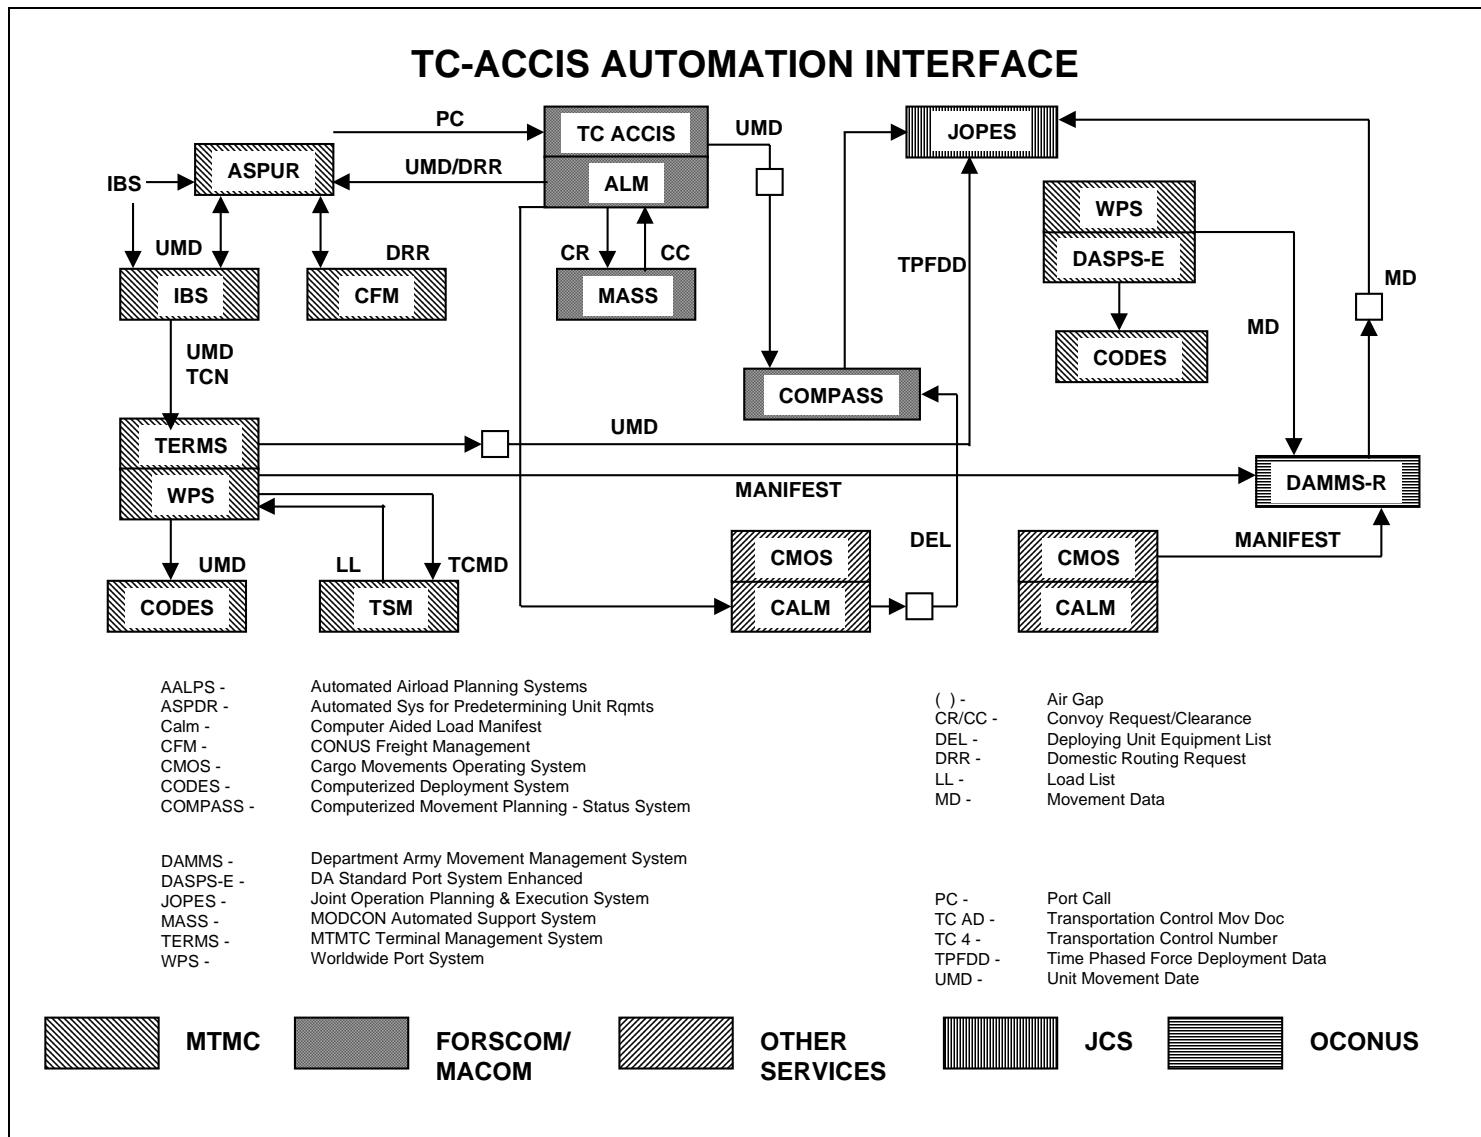 TC-ACCIS AUTOMATION INTERFACE
PC
TC ACCIS
UMD
JOPES
ASPUR
UMD/DRR
ALM
IBS
WPS
UMD
DRR
CR
CC
TPFDD
DASPS-E
MD
IBS
CFM
MASS
MD
UMD
TCN
CODES
COMPASS
TERMS
UMD
WPS
MANIFEST
DAMMS-R
DEL
MANIFEST
CMOS
CMOS
UMD
LL
TCMD
CODES
TSM
CALM
CALM
AALPS - Automated Airload Planning Systems
ASPDR - Automated Sys for Predetermining Unit Rqmts
Calm - Computer Aided Load Manifest
CFM - CONUS Freight Management
CMOS - Cargo Movements Operating System
CODES - Computerized Deployment System
COMPASS - Computerized Movement Planning - Status System
DAMMS - Department Army Movement Management System
DASPS-E - DA Standard Port System Enhanced
JOPES - Joint Operation Planning & Execution System
MASS - MODCON Automated Support System
TERMS - MTMTC Terminal Management System
WPS - Worldwide Port System
( ) - Air Gap
CR/CC - Convoy Request/Clearance
DEL - Deploying Unit Equipment List
DRR - Domestic Routing Request
LL - Load List
MD - Movement Data
PC - Port Call
TC AD - Transportation Control Mov Doc
TC 4 - Transportation Control Number
TPFDD - Time Phased Force Deployment Data
UMD - Unit Movement Date
MTMC
FORSCOM/
MACOM
OTHER
SERVICES
JCS
OCONUS